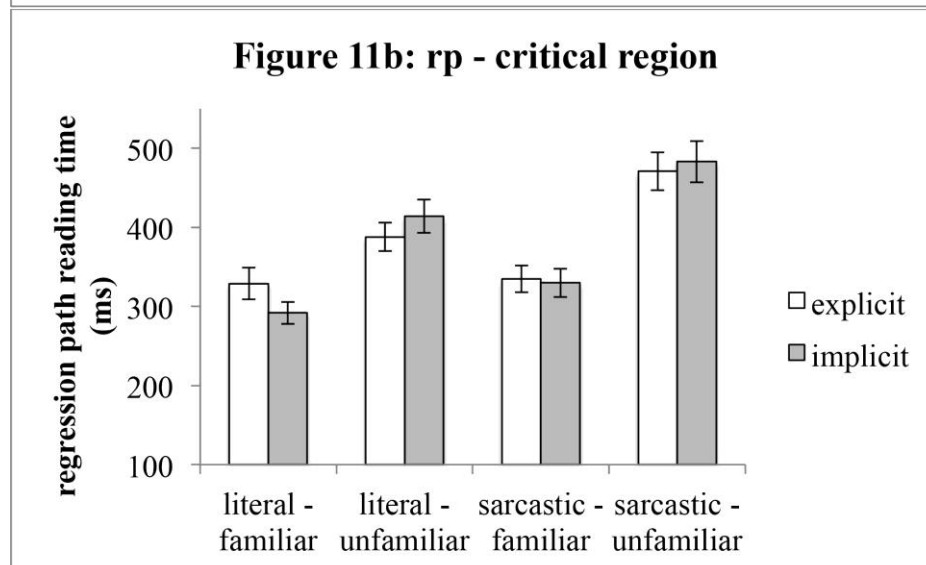 Figure 11b: rp - critical region
regression path reading time
(ms)
500
400
300
200
100
explicit
implicit
literal -
familiar
literal -
unfamiliar
sarcastic -
familiar
sarcastic -
unfamiliar